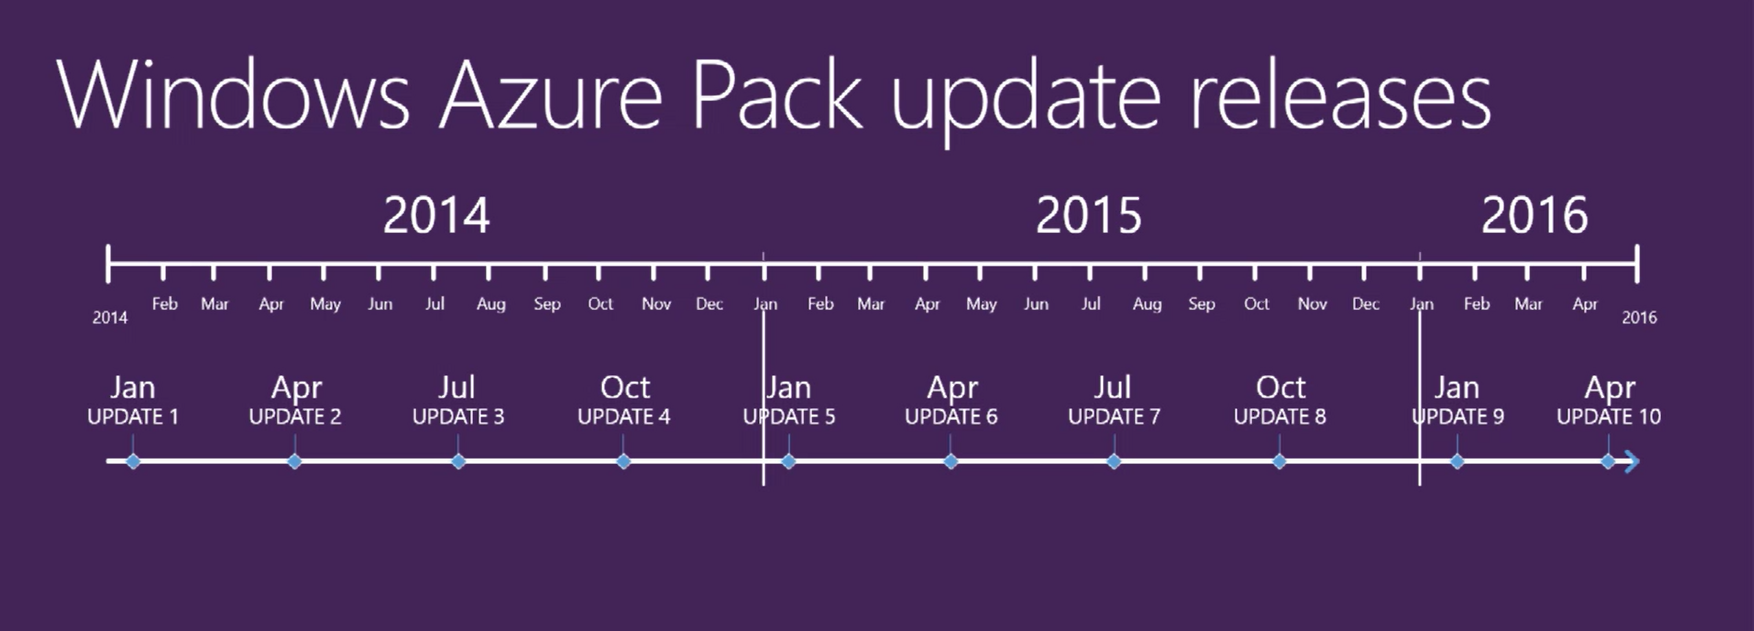 Windows Azure Pack update releases
2014 2015 2016
Feb Mar Apr May Jun Jul Aug Sep Oct Nov Dec Jan Feb Mar Apr May Jun Jul Aug Sep Oct Nov Dec Jan Feb Mar Apr
2014 2016
Jan Apr Jul Oct Jan Apr Jul Oct Jan Apr
UPDATE 1 UPDATE 2 UPDATE 3 UPDATE 4 UPDATE 5 UPDATE 6 UPDATE 7 UPDATE 8 UPDATE 9 UPDATE 10